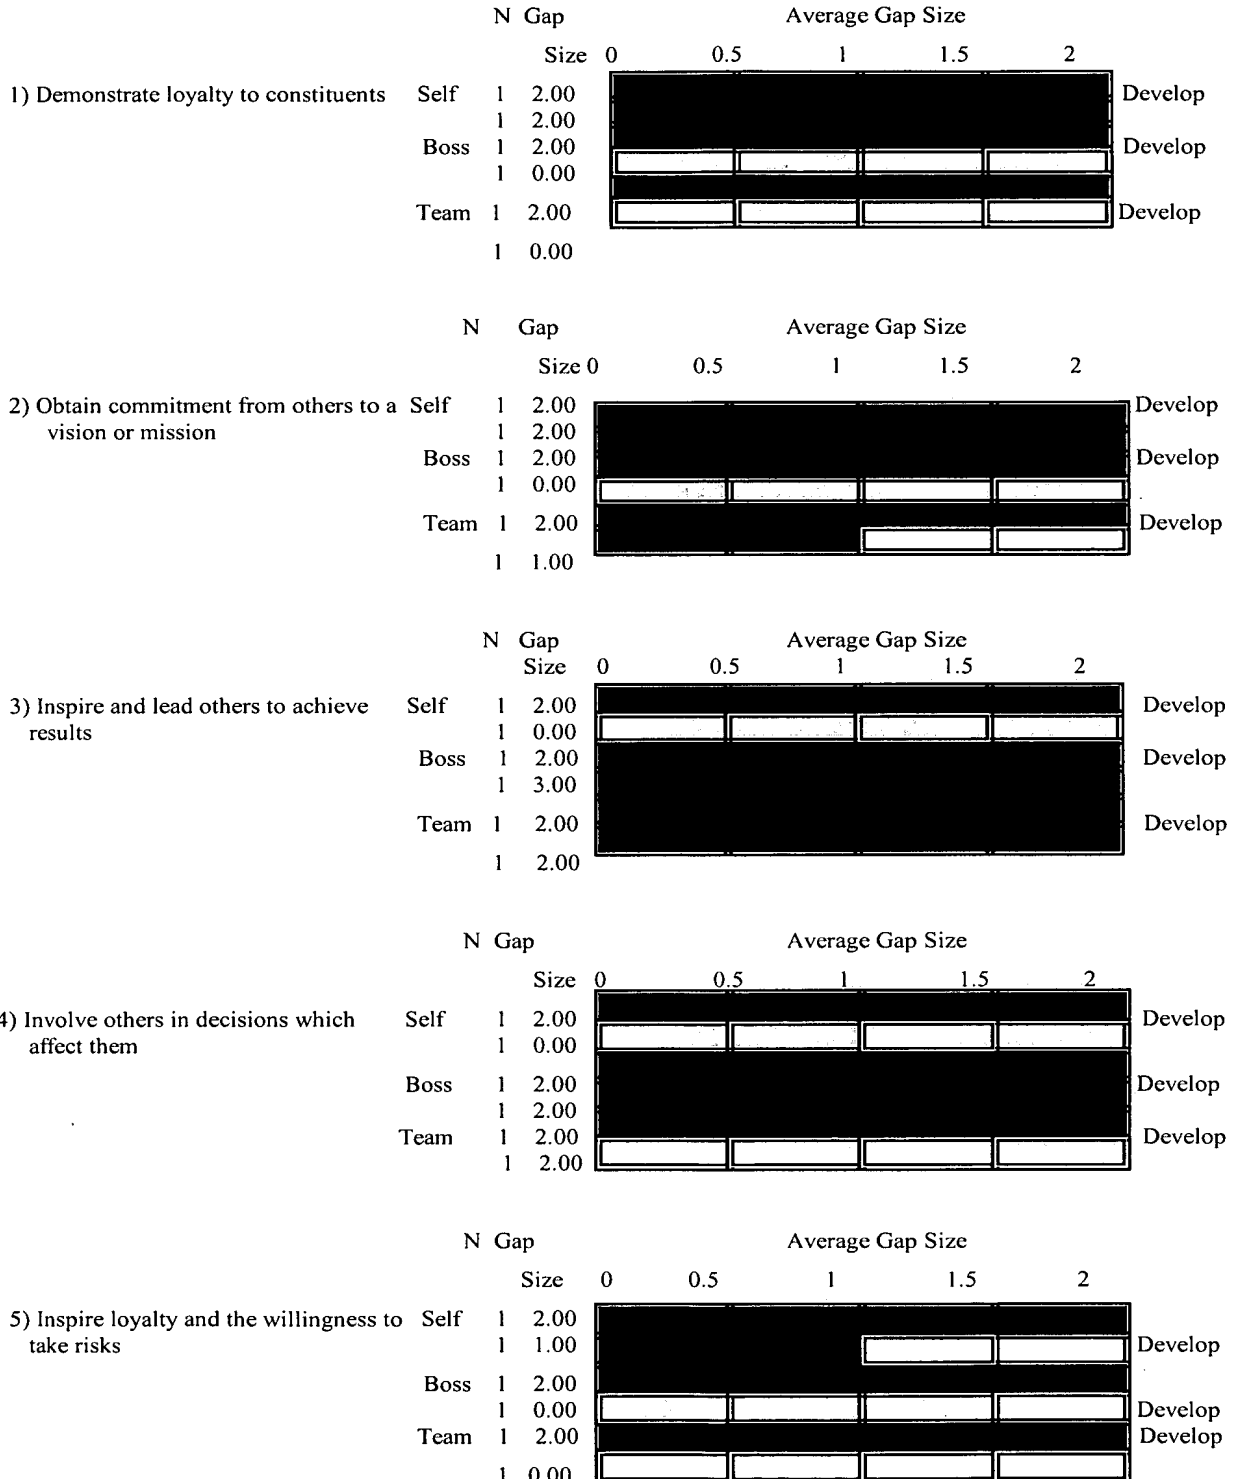 N Gap Average Gap Size
Size 0 0.5 1 1.5 2
1) Demonstrate loyalty to constituents Self 1 2.00 Develop
1 2.00
Boss 1 2.00 Develop
1 0.00
Team 1 2.00 Develop
1 0.00
N Gap Average Gap Size
Size 0 0.5 1 1.5 2
2) Obtain commitment from others to a Self 1 2.00 Develop
vision or mission 1 2.00
Boss 1 2.00 Develop
1 0.00
Team 1 2.00 Develop
1 1.00
N Gap Average Gap Size
Size 0 0.5 1 1.5 2
3) Inspire and lead others to achieve Self 1 2.00 Develop
results 1 0.00
Boss 1 2.00 Develop
1 3.00
Team 1 2.00 Develop
1 2.00
N Gap Average Gap Size
Size 0 0.5 1 1.5 2
4) Involve others in decisions which Self 1 2.00 Develop
affect them 1 0.00
Boss 1 2.00 Develop
1 2.00
Team 1 2.00 Develop
1 2.00
N Gap Average Gap Size
Size 0 0.5 1 1.5 2
5) Inspire loyalty and the willingness to Self 1 2.00
take risks 1 1.00 Develop
Boss 1 2.00
1 0.00 Develop
Team 1 2.00 Develop
1 0.00